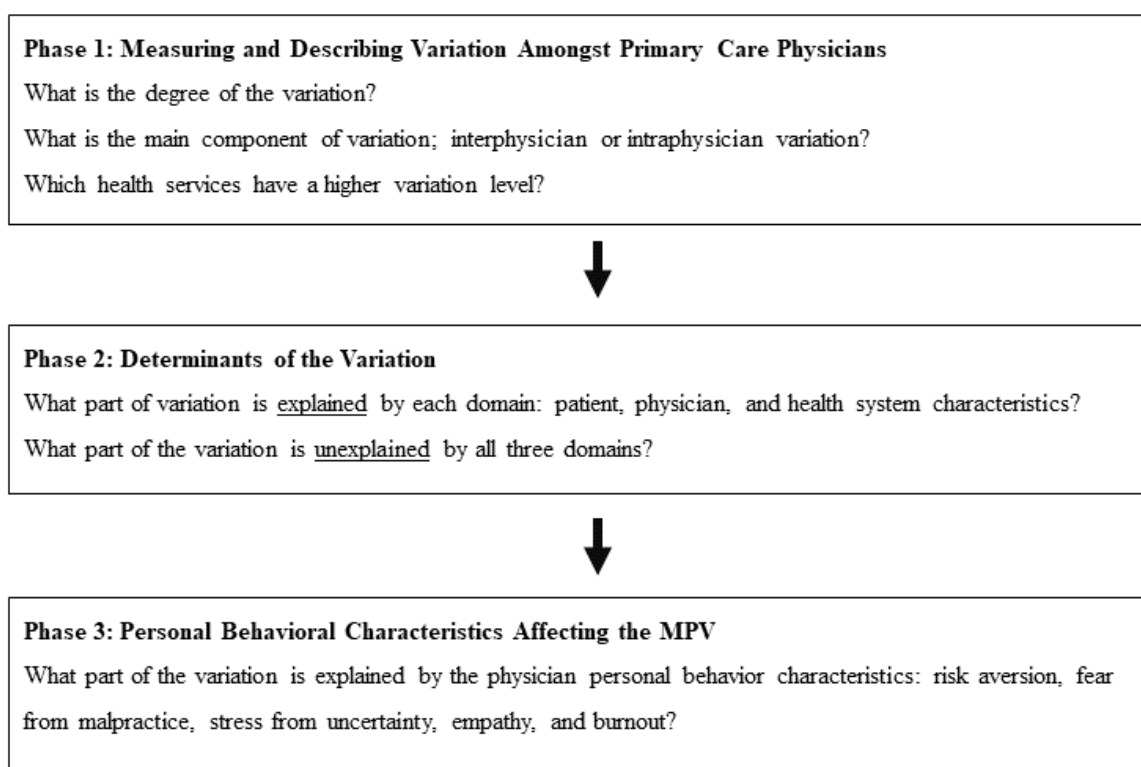 Phase 1: Measuring and Describing Variation Amongst Primary Care Physicians
What is the degree of the variation?
What is the main component of variation; interphysician or intraphysician variation?
Which health services have a higher variation level?
Phase 2: Determinants of the Variation
What part of variation is explained by each domain: patient, physician, and health system characteristics?
What part of the variation is unexplained by all three domains?
Phase 3: Personal Behavioral Characteristics Affecting the MPV
What part of the variation is explained by the physician personal behavior characteristics: risk aversion, fear
from malpractice, stress from uncertainty, empathy, and burnout?